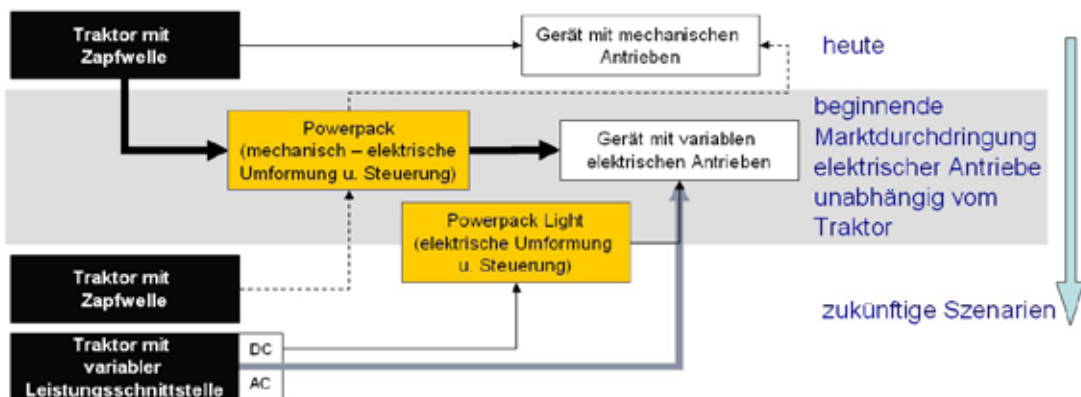 Traktor mit
Zapfwelle
Gerät mit mechanischen
Antrieben
heute
Powerpack
(mechanisch – elektrische
Umformung u. Steuerung)
Gerät mit variablen
elektrischen Antrieben
beginnende
Marktdurchdringung
elektrischer Antriebe
unabhängig vom
Traktor
Powerpack Light
(elektrische Umformung
u. Steuerung)
Traktor mit
Zapfwelle
zukünftige Szenarien
Traktor mit
variabler
Leistungsschnittstelle
DC
AC